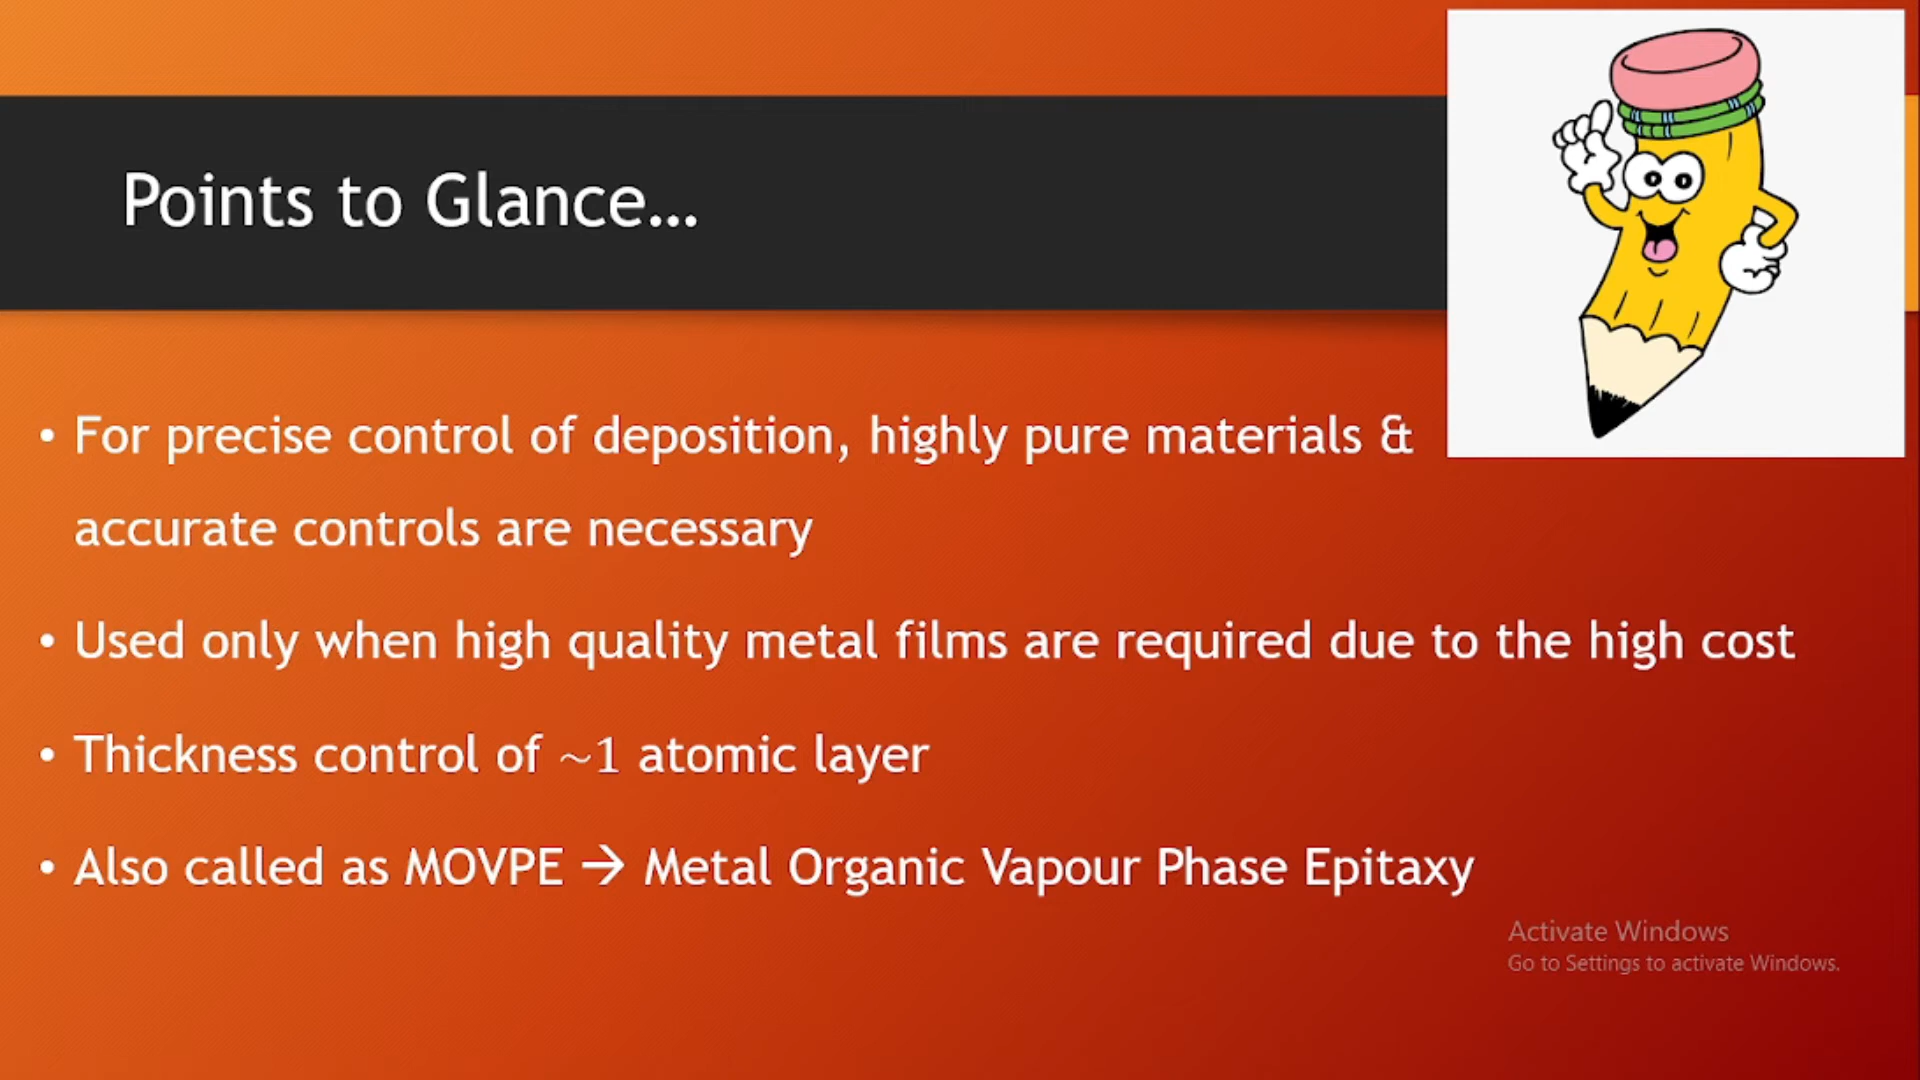 Points to Glance...
• For precise control of deposition, highly pure materials &
accurate controls are necessary
• Used only when high quality metal films are required due to the high cost
• Thickness control of ~1 atomic layer
• Also called as MOVPE → Metal Organic Vapour Phase Epitaxy
Activate Windows
Go to Settings to activate Windows.